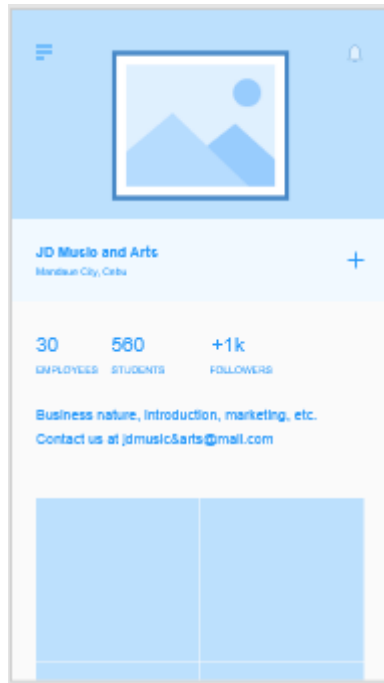 JD Music and Arts
Mandaue City, Cebu
30 560 +1k
EMPLOYEES STUDENTS FOLLOWERS
Business nature, introduction, marketing, etc.
Contact us at jdmusic&arts@mail.com